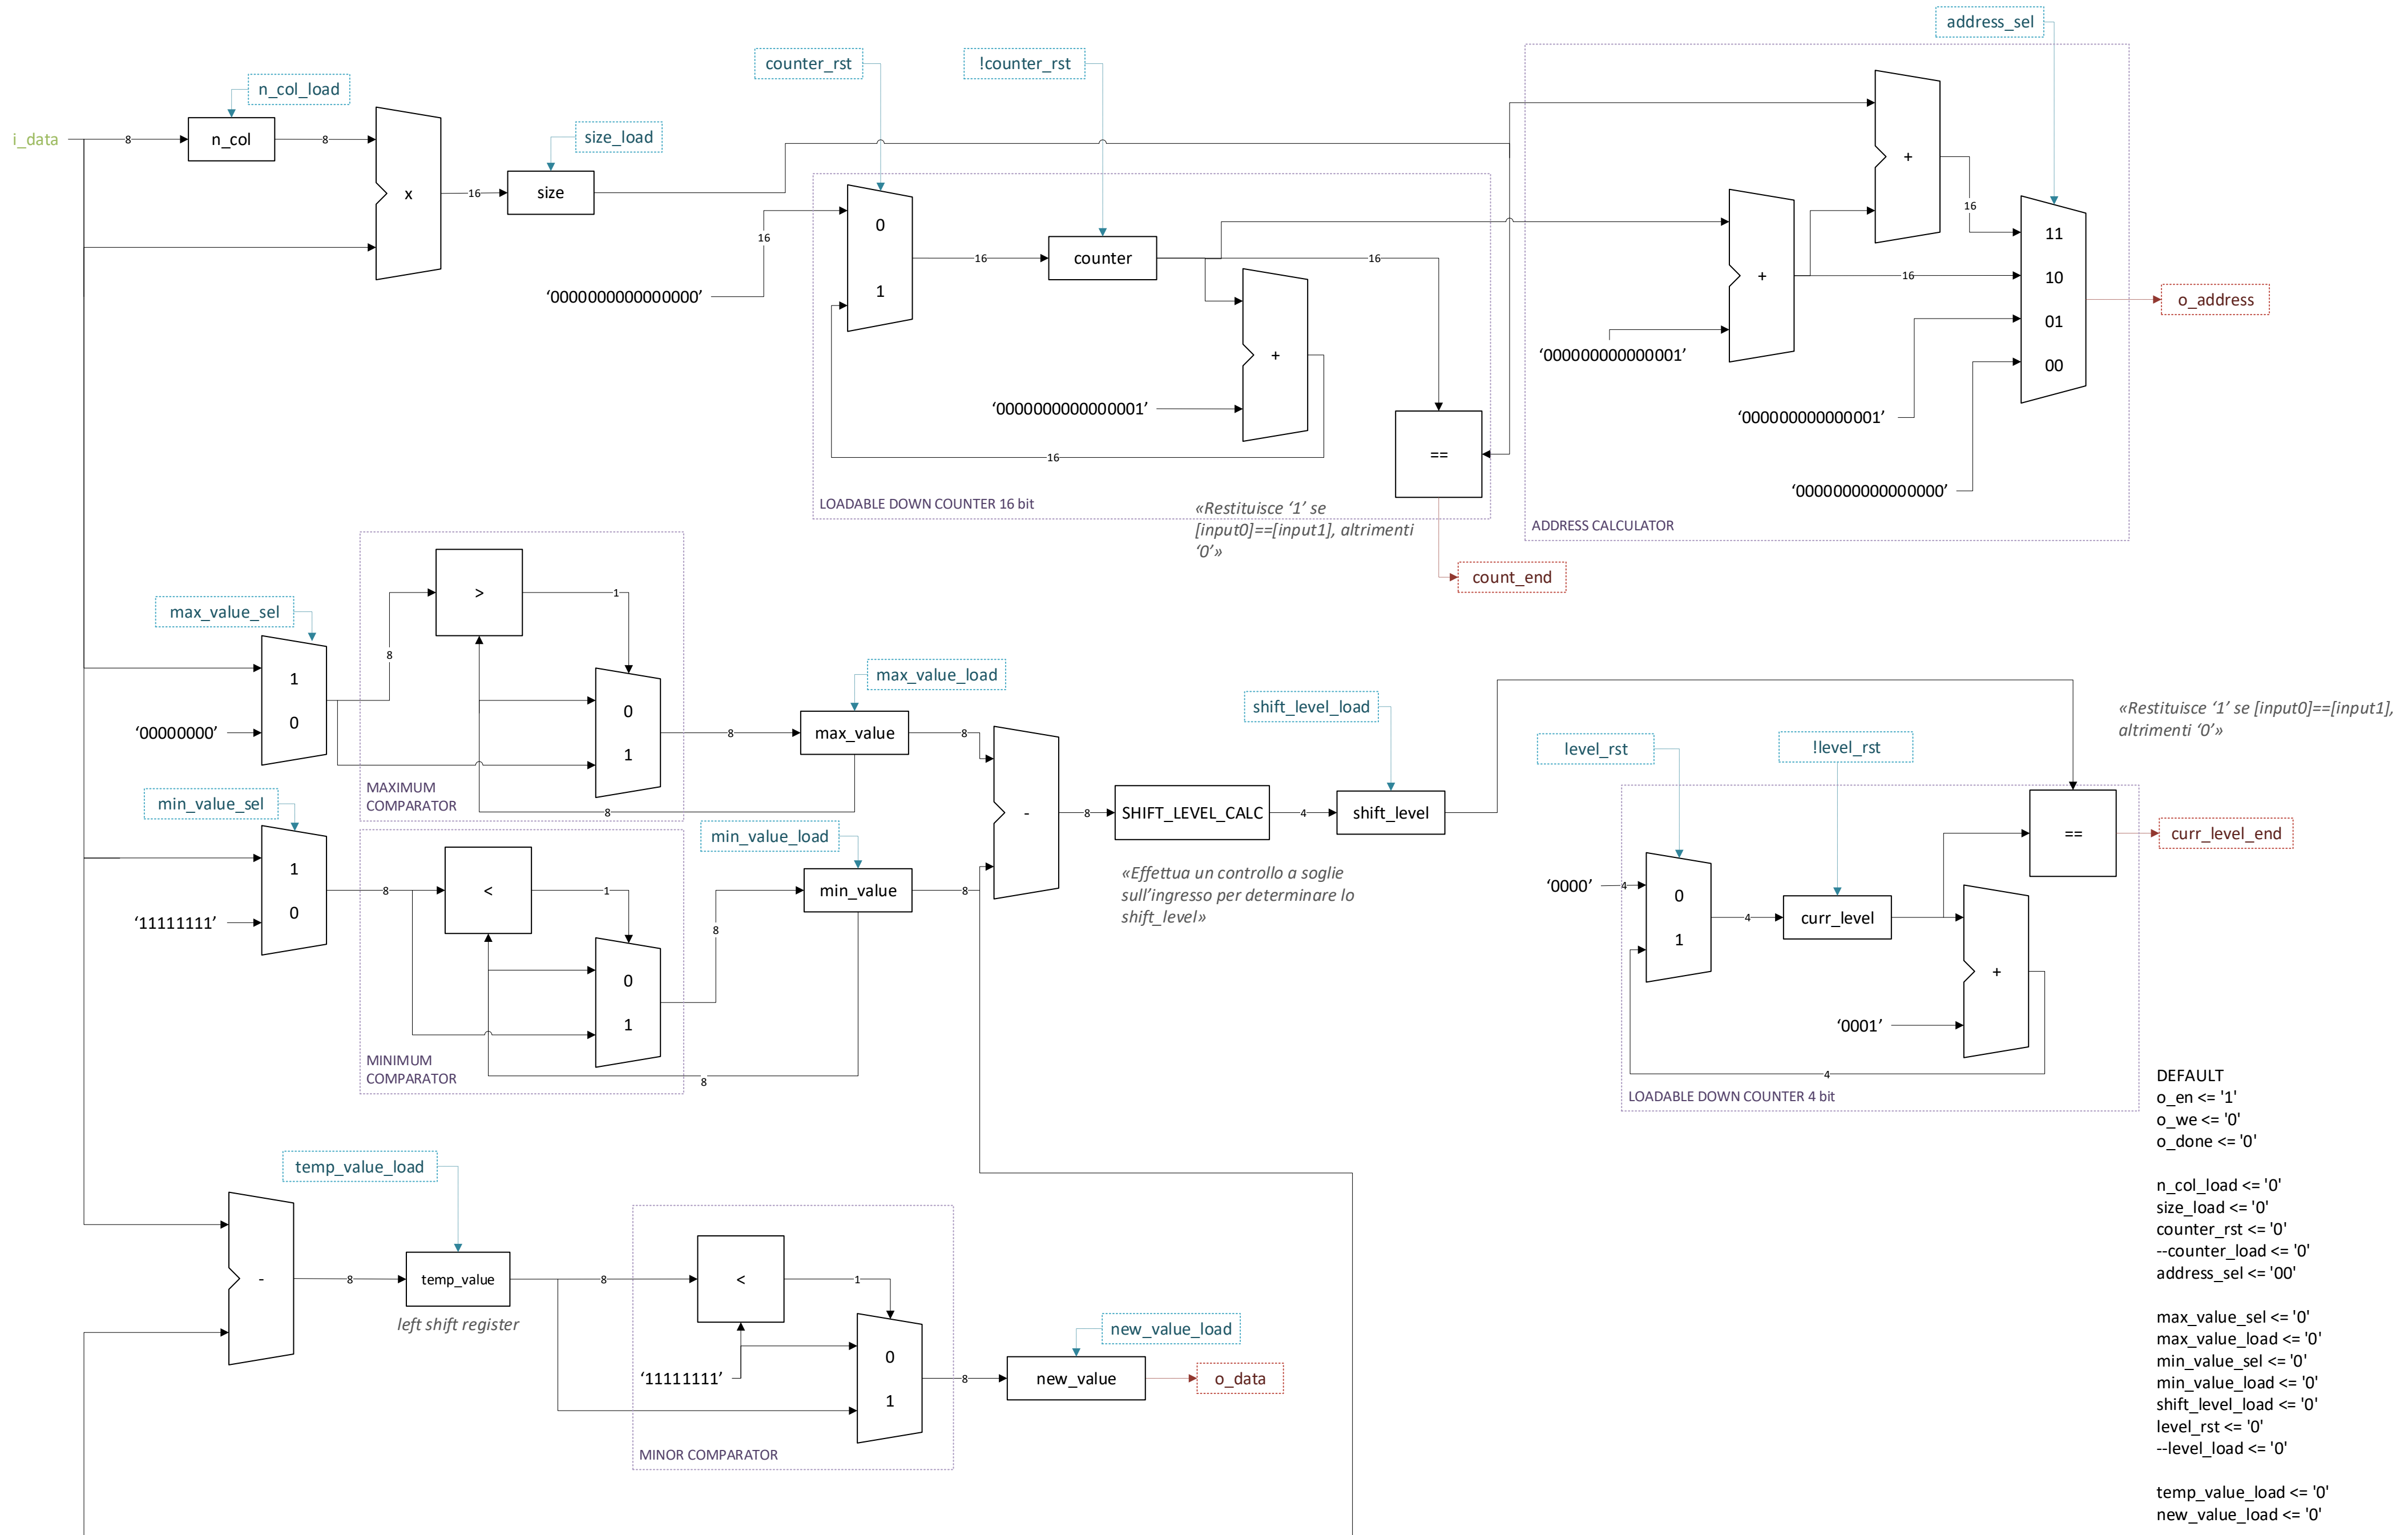 address_sel
counter_rst
!counter_rst
n_col_load
i_data
8
n_col
8
x
size_load
16
size
LOADABLE DOWN COUNTER 16 bit
0
1
16
‘0000000000000000’
16
counter
16
+
‘0000000000000001’
16
==
«Restituisce ‘1’ se
[input0]==[input1], altrimenti
‘0’»
count_end
+
16
+
16
‘000000000000001’
‘000000000000001’
‘0000000000000000’
11
10
01
00
o_address
ADDRESS CALCULATOR
max_value_sel
1
0
‘00000000’
8
>
1
0
1
MAXIMUM
COMPARATOR
8
8
max_value_load
max_value
8
min_value_sel
1
0
‘11111111’
8
<
1
0
1
MINIMUM
COMPARATOR
8
8
min_value_load
min_value
8
-
8
SHIFT_LEVEL_CALC
«Effettua un controllo a soglie
sull’ingresso per determinare lo
shift_level»
4
shift_level_load
shift_level
level_rst
!level_rst
«Restituisce ‘1’ se [input0]==[input1],
altrimenti ‘0’»
‘0000’
4
0
1
4
curr_level
==
curr_level_end
+
‘0001’
4
LOADABLE DOWN COUNTER 4 bit
temp_value_load
-
8
temp_value
left shift register
8
<
1
‘11111111’
0
1
MINOR COMPARATOR
8
new_value_load
new_value
o_data
DEFAULT
o_en <= '1'
o_we <= '0'
o_done <= '0'
n_col_load <= '0'
size_load <= '0'
counter_rst <= '0'
--counter_load <= '0'
address_sel <= '00'
max_value_sel <= '0'
max_value_load <= '0'
min_value_sel <= '0'
min_value_load <= '0'
shift_level_load <= '0'
level_rst <= '0'
--level_load <= '0'
temp_value_load <= '0'
new_value_load <= '0'